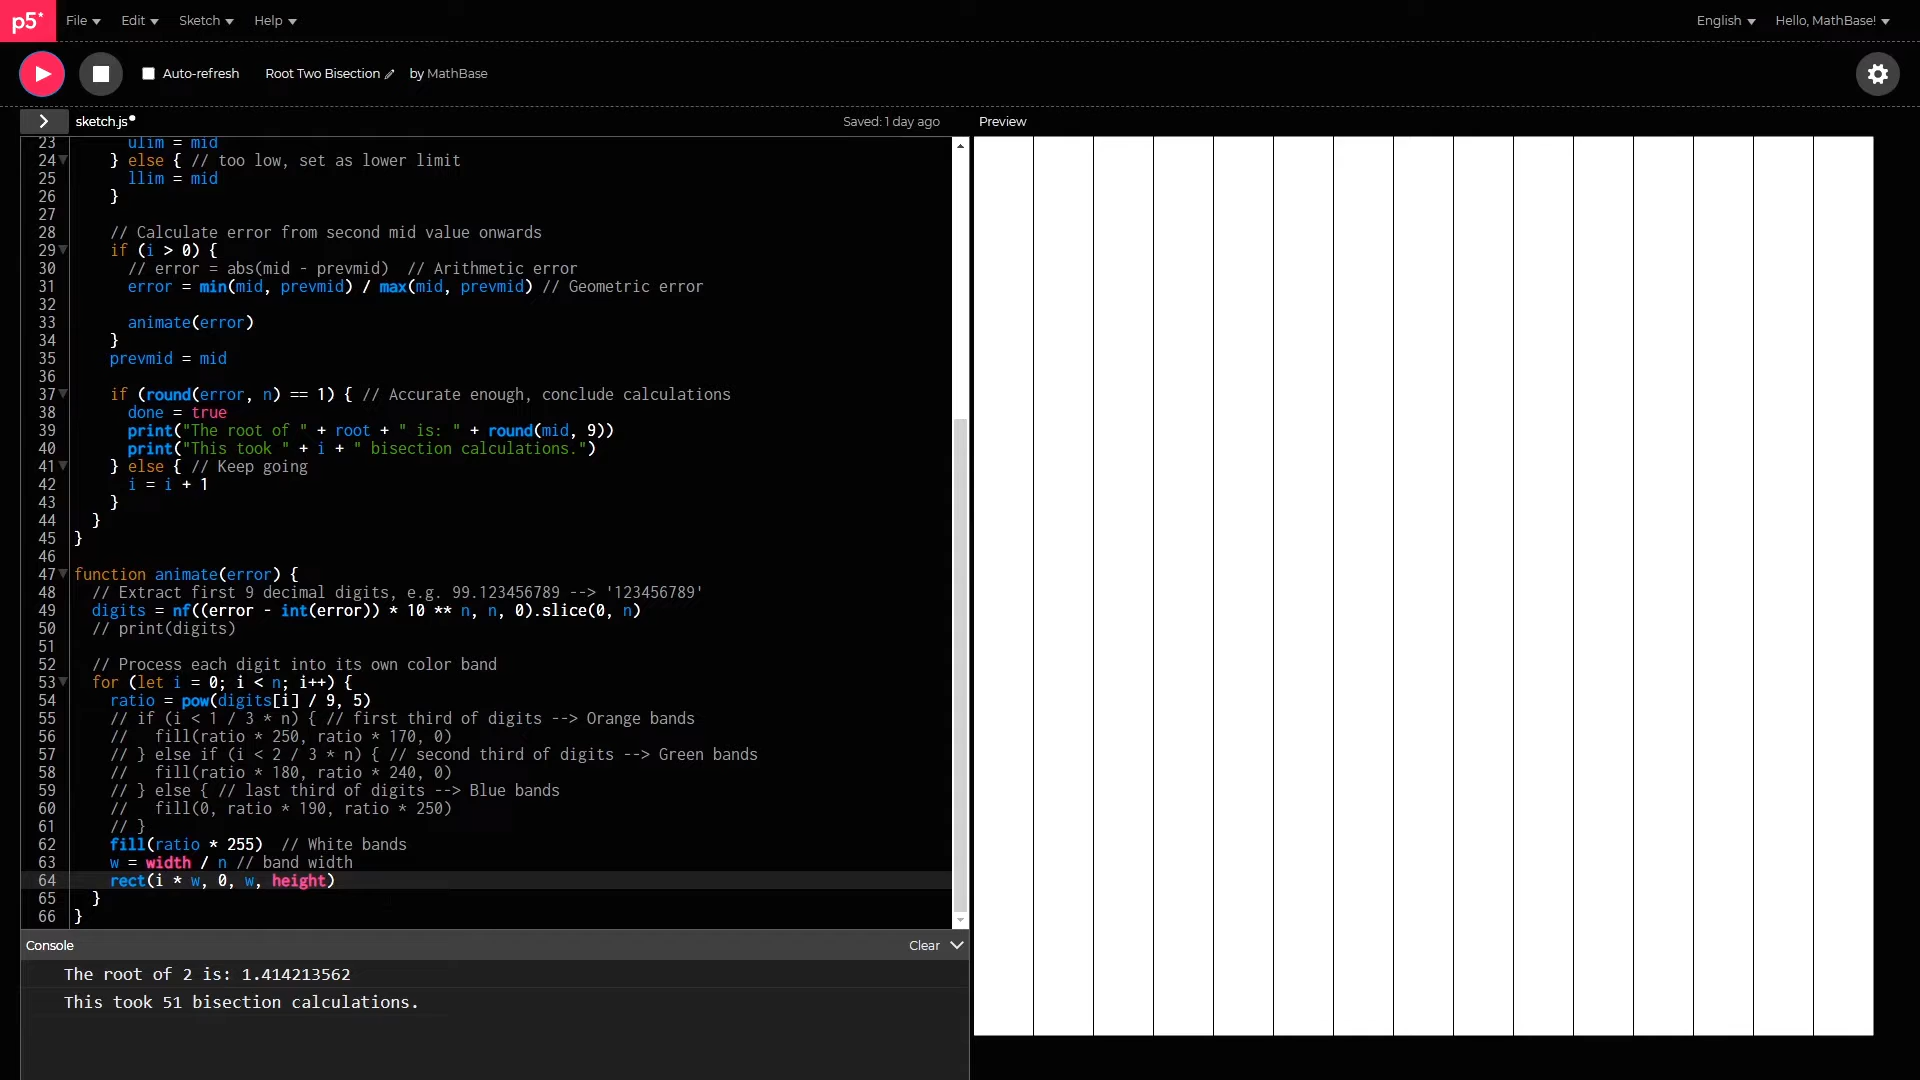 p5* File Edit Sketch Help English Hello, MathBase!
Auto-refresh Root Two Bisection by MathBase
> sketch.js Saved: 1 day ago Preview
23 ulim = mid
24 } else { // too low, set as lower limit
25 llim = mid
26 }
27
28 // Calculate error from second mid value onwards
29 if (i > 0) {
30 // error = abs(mid - prevmid)  // Arithmetic error
31 error = min(mid, prevmid) / max(mid, prevmid) // Geometric error
32
33 animate(error)
34 }
35 prevmid = mid
36
37 if (round(error, n) == 1) { // Accurate enough, conclude calculations
38 done = true
39 print("The root of " + root + " is: " + round(mid, 9))
40 print("This took " + i + " bisection calculations.")
41 } else { // Keep going
42 i = i + 1
43 }
44 }
45 }
46
47 function animate(error) {
48 // Extract first 9 decimal digits, e.g. 99.123456789 --> '123456789'
49 digits = nf((error - int(error)) * 10 ** n, n, 0).slice(0, n)
50 // print(digits)
51
52 // Process each digit into its own color band
53 for (let i = 0; i < n; i++) {
54 ratio = pow(digits[i] / 9, 5)
55 // if (i < 1 / 3 * n) { // first third of digits --> Orange bands
56 //   fill(ratio * 250, ratio * 170, 0)
57 // } else if (i < 2 / 3 * n) { // second third of digits --> Green bands
58 //   fill(ratio * 180, ratio * 240, 0)
59 // } else { // last third of digits --> Blue bands
60 //   fill(0, ratio * 190, ratio * 250)
61 // }
62 fill(ratio * 255)  // White bands
63 w = width / n // band width
64 rect(i * w, 0, w, height)
65 }
66 }
Console Clear
The root of 2 is: 1.414213562
This took 51 bisection calculations.